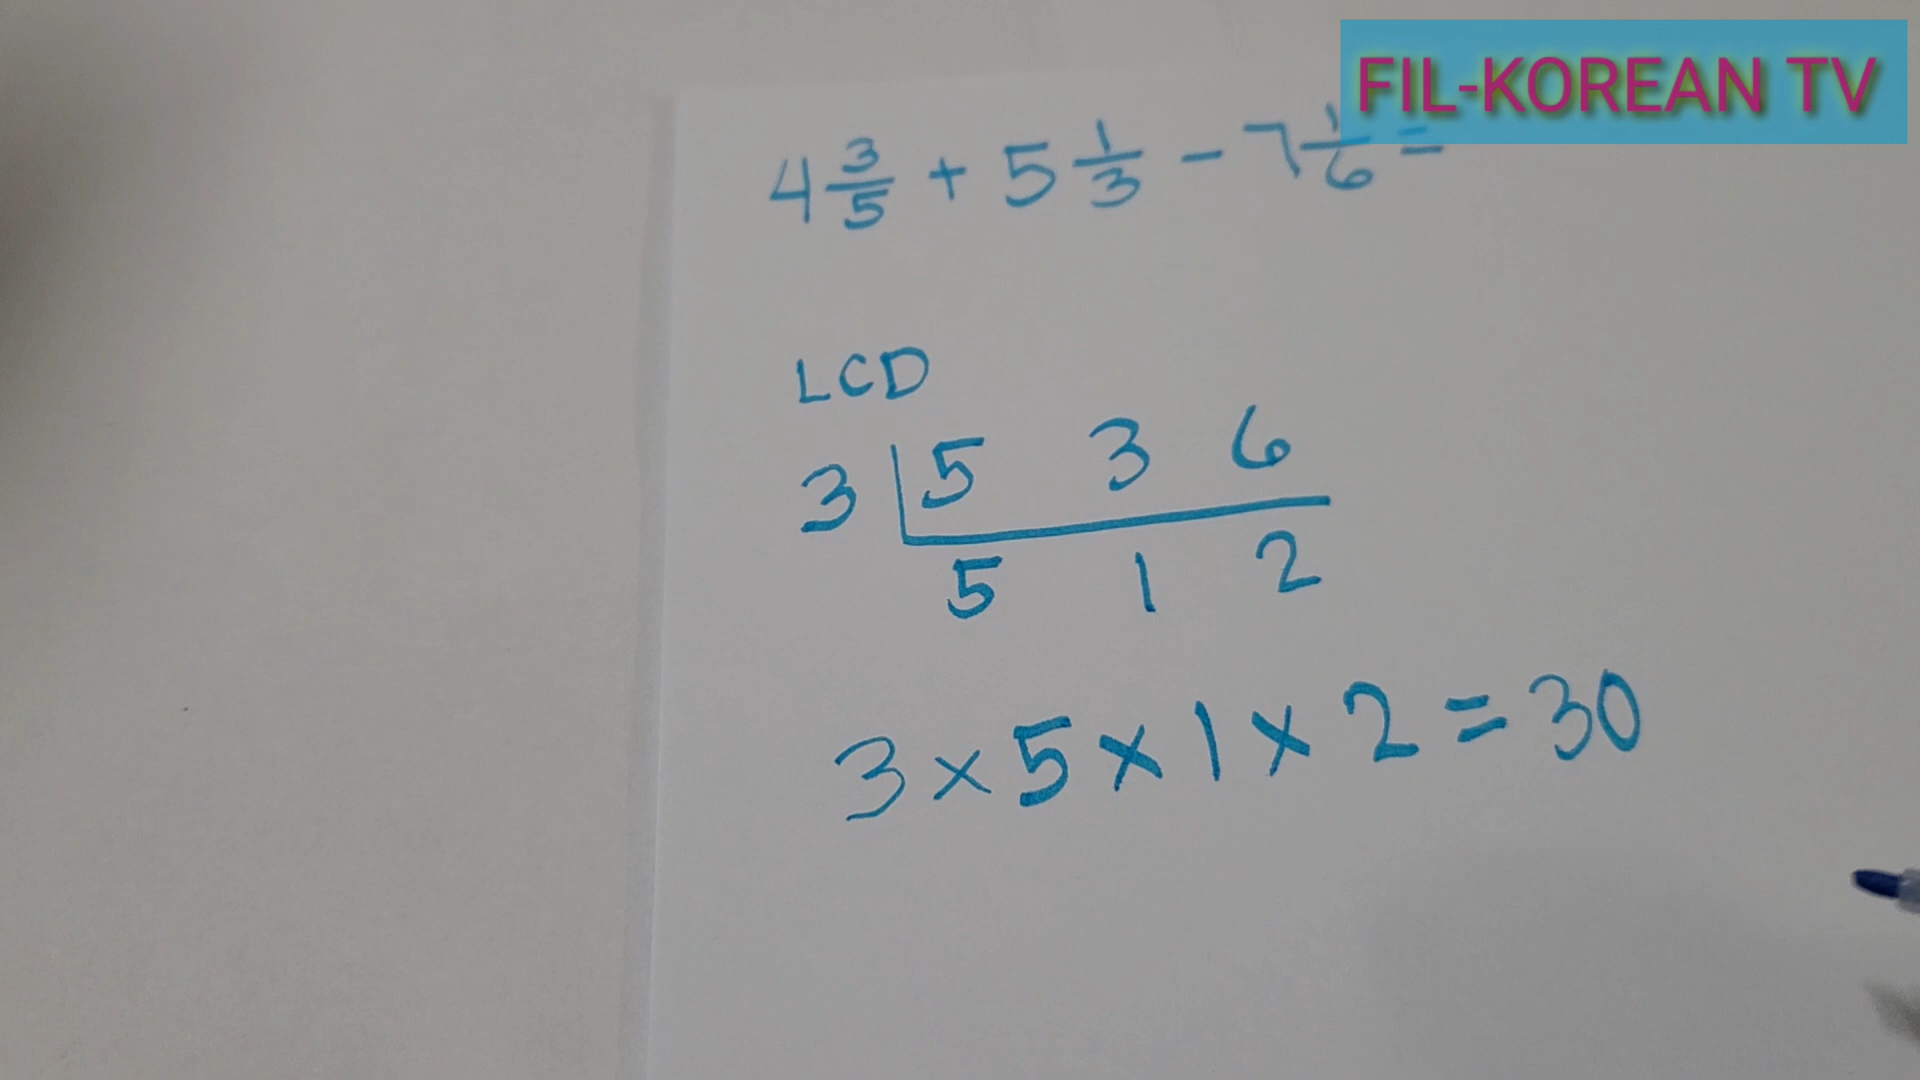 FIL-KOREAN TV
4 3/5 + 5 1/3 - 7 1/6 =
LCD
3 5 3 6
5 1 2
3 × 5 × 1 × 2 = 30